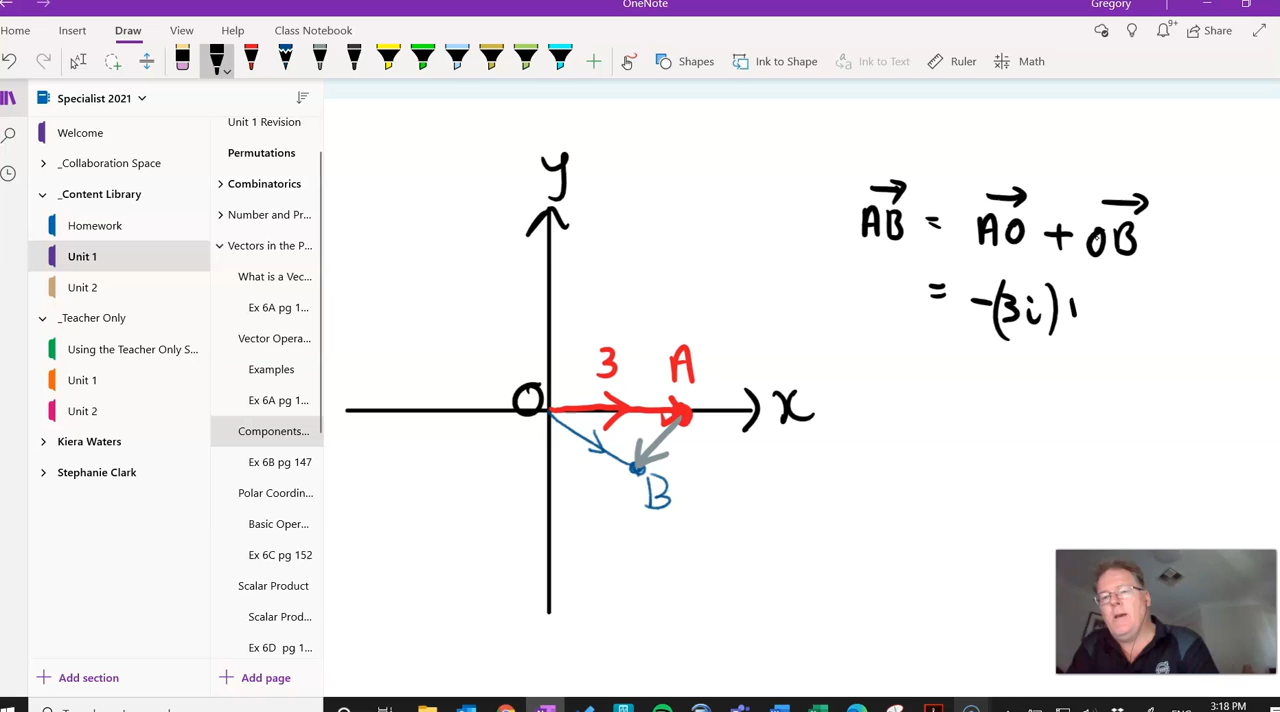 OneNote
Gregory
Home Insert Draw View Help Class Notebook
9+
Share
Shapes
Ink to Shape
Ink to Text
Ruler
Math
Specialist 2021
Welcome
_Collaboration Space
_Content Library
Homework
Unit 1
Unit 2
_Teacher Only
Using the Teacher Only S...
Unit 1
Unit 2
Kiera Waters
Stephanie Clark
Add section
Unit 1 Revision
Permutations
Combinatorics
Number and Pr...
Vectors in the P...
What is a Vec...
Ex 6A pg 1...
Vector Opera...
Examples
Ex 6A pg 1...
Components...
Ex 6B pg 147
Polar Coordin...
Basic Oper...
Ex 6C pg 152
Scalar Product
Scalar Prod...
Ex 6D pg 1...
Add page
y
3 A
O x
B
AB = AO + OB
= -(3i)
ENG
3:18 PM